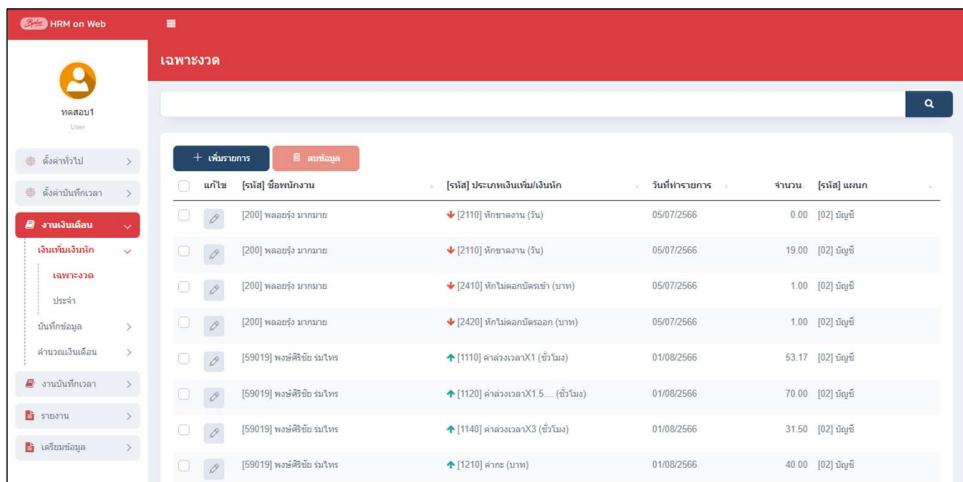 HRM on Web
เฉพาะงวด
ทดสอบ1
User
ตั้งค่าทั่วไป
ตั้งค่าบันทึกเวลา
งานเงินเดือน
เงินเพิ่มเงินหัก
เฉพาะงวด
ประจำ
บันทึกข้อมูล
คำนวณเงินเดือน
งานบันทึกเวลา
รายงาน
เตรียมข้อมูล
+ เพิ่มรายการ ลบข้อมูล
แก้ไข [รหัส] ชื่อพนักงาน [รหัส] ประเภทเงินเพิ่ม/เงินหัก วันที่ทำรายการ จำนวน [รหัส] แผนก
[200] พลอยรุ้ง มากมาย [2110] หักขาดงาน (วัน) 05/07/2566 0.00 [02] บัญชี
[200] พลอยรุ้ง มากมาย [2110] หักขาดงาน (วัน) 05/07/2566 19.00 [02] บัญชี
[200] พลอยรุ้ง มากมาย [2410] หักไม่ตอกบัตรเข้า (บาท) 05/07/2566 1.00 [02] บัญชี
[200] พลอยรุ้ง มากมาย [2420] หักไม่ตอกบัตรออก (บาท) 05/07/2566 1.00 [02] บัญชี
[59019] พงษ์ศิริชัย ร่มไทร [1110] ค่าล่วงเวลาX1 (ชั่วโมง) 01/08/2566 53.17 [02] บัญชี
[59019] พงษ์ศิริชัย ร่มไทร [1120] ค่าล่วงเวลาX1.5.... (ชั่วโมง) 01/08/2566 70.00 [02] บัญชี
[59019] พงษ์ศิริชัย ร่มไทร [1140] ค่าล่วงเวลาX3 (ชั่วโมง) 01/08/2566 31.50 [02] บัญชี
[59019] พงษ์ศิริชัย ร่มไทร [1210] ค่ากะ (บาท) 01/08/2566 40.00 [02] บัญชี